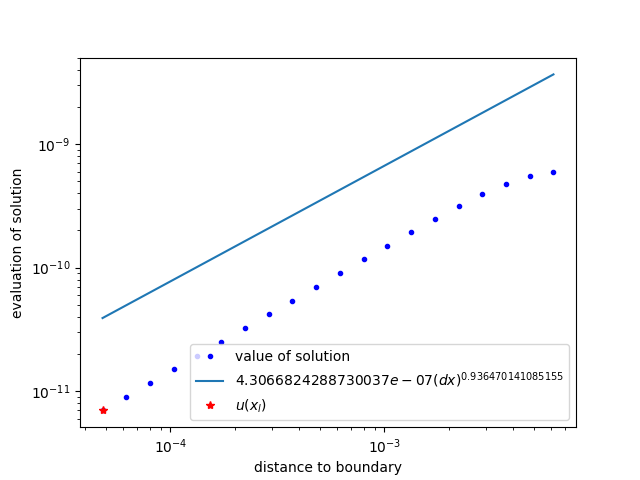 10⁻⁹
10⁻¹⁰
10⁻¹¹
evaluation of solution
value of solution
4.3066824288730037e − 07(dx)^0.936470141085155
u(x_I)
10⁻⁴
10⁻³
distance to boundary